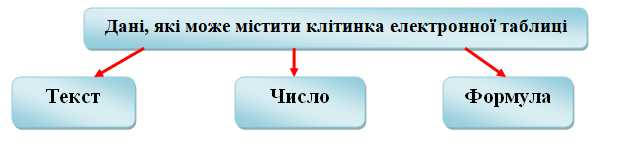 Дані, які може містити клітинка електронної таблиці
Текст
Число
Формула